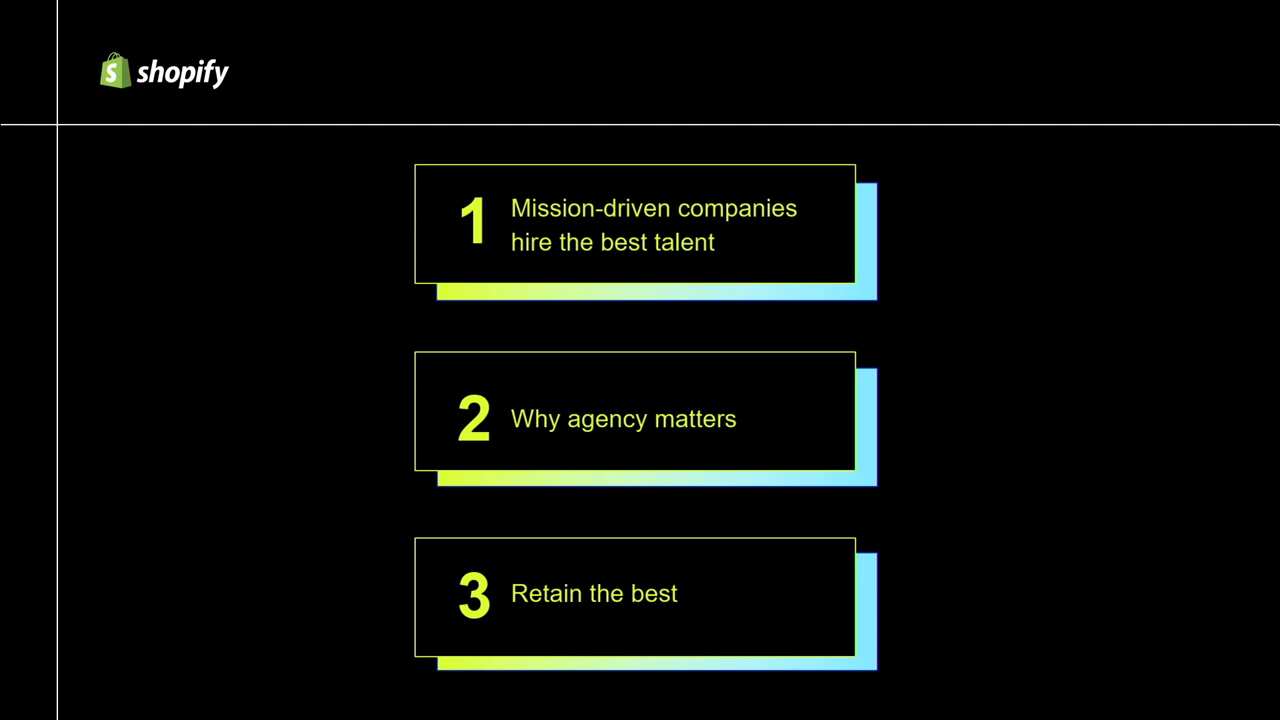 shopify
1
Mission-driven companies
hire the best talent
2
Why agency matters
3
Retain the best